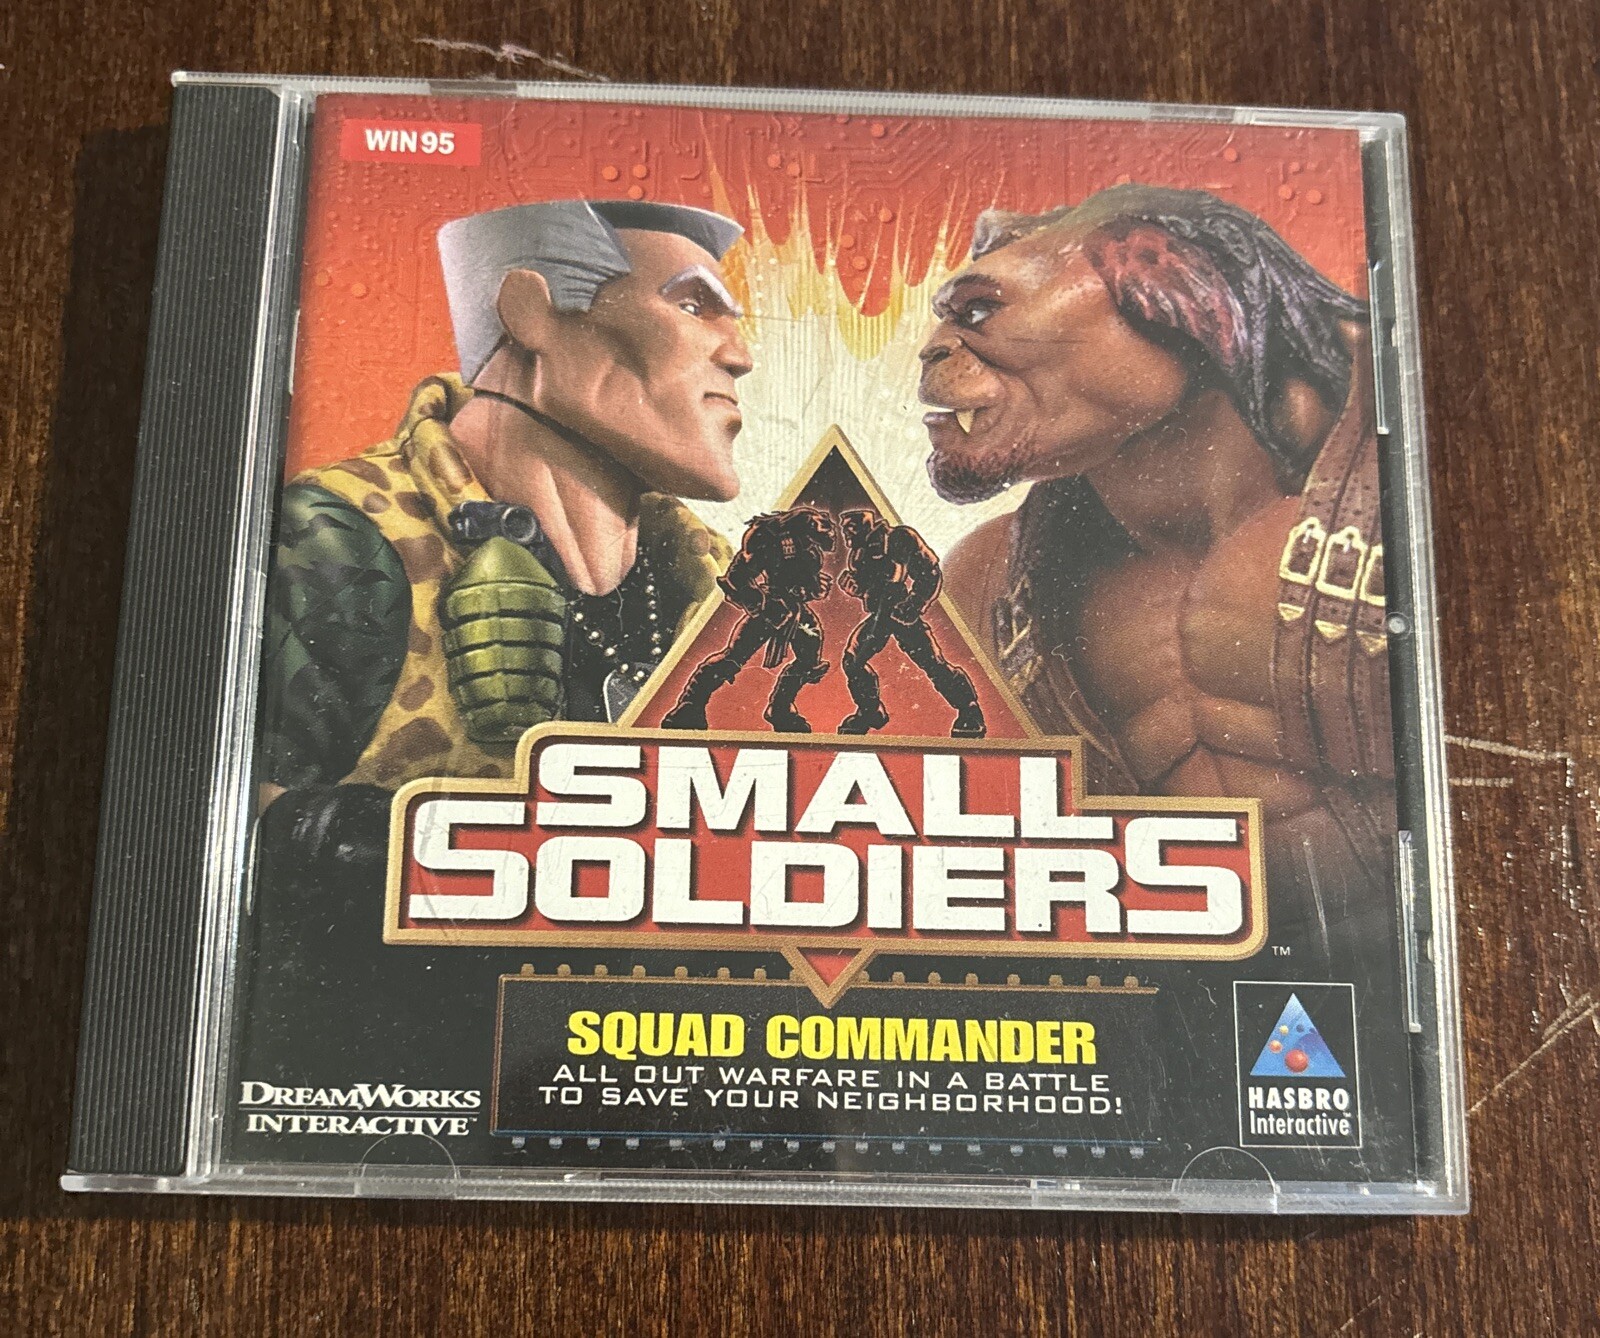 WIN 95
SMALL
SOLDIERS
TM
SQUAD COMMANDER
ALL OUT WARFARE IN A BATTLE
TO SAVE YOUR NEIGHBORHOOD!
DREAMWORKS
INTERACTIVE
HASBRO
Interactive